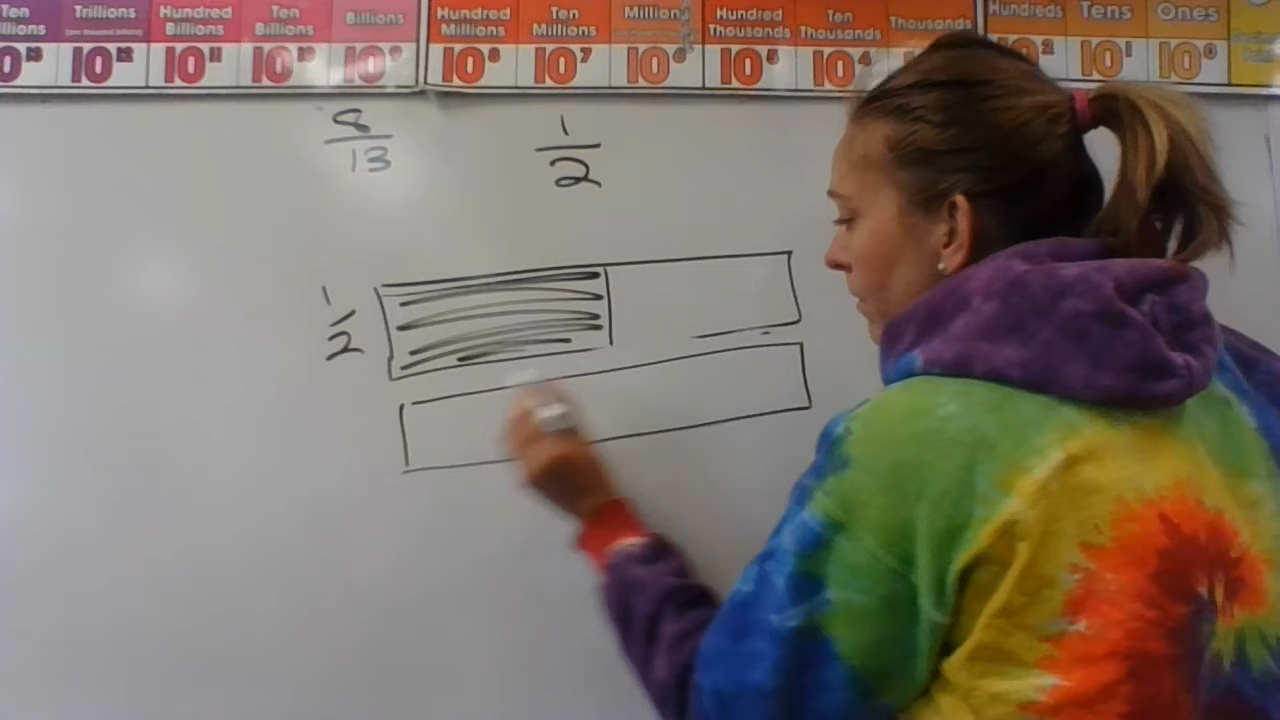 Ten Trillions Hundred Billions Ten Billions Billions Hundred Millions Ten Millions Millions Hundred Thousands Ten Thousands Thousands Hundreds Tens Ones
10¹³ 10¹² 10¹¹ 10¹⁰ 10⁹ 10⁸ 10⁷ 10⁶ 10⁵ 10⁴ 10² 10¹ 10⁰
8/13 1/2
1/2